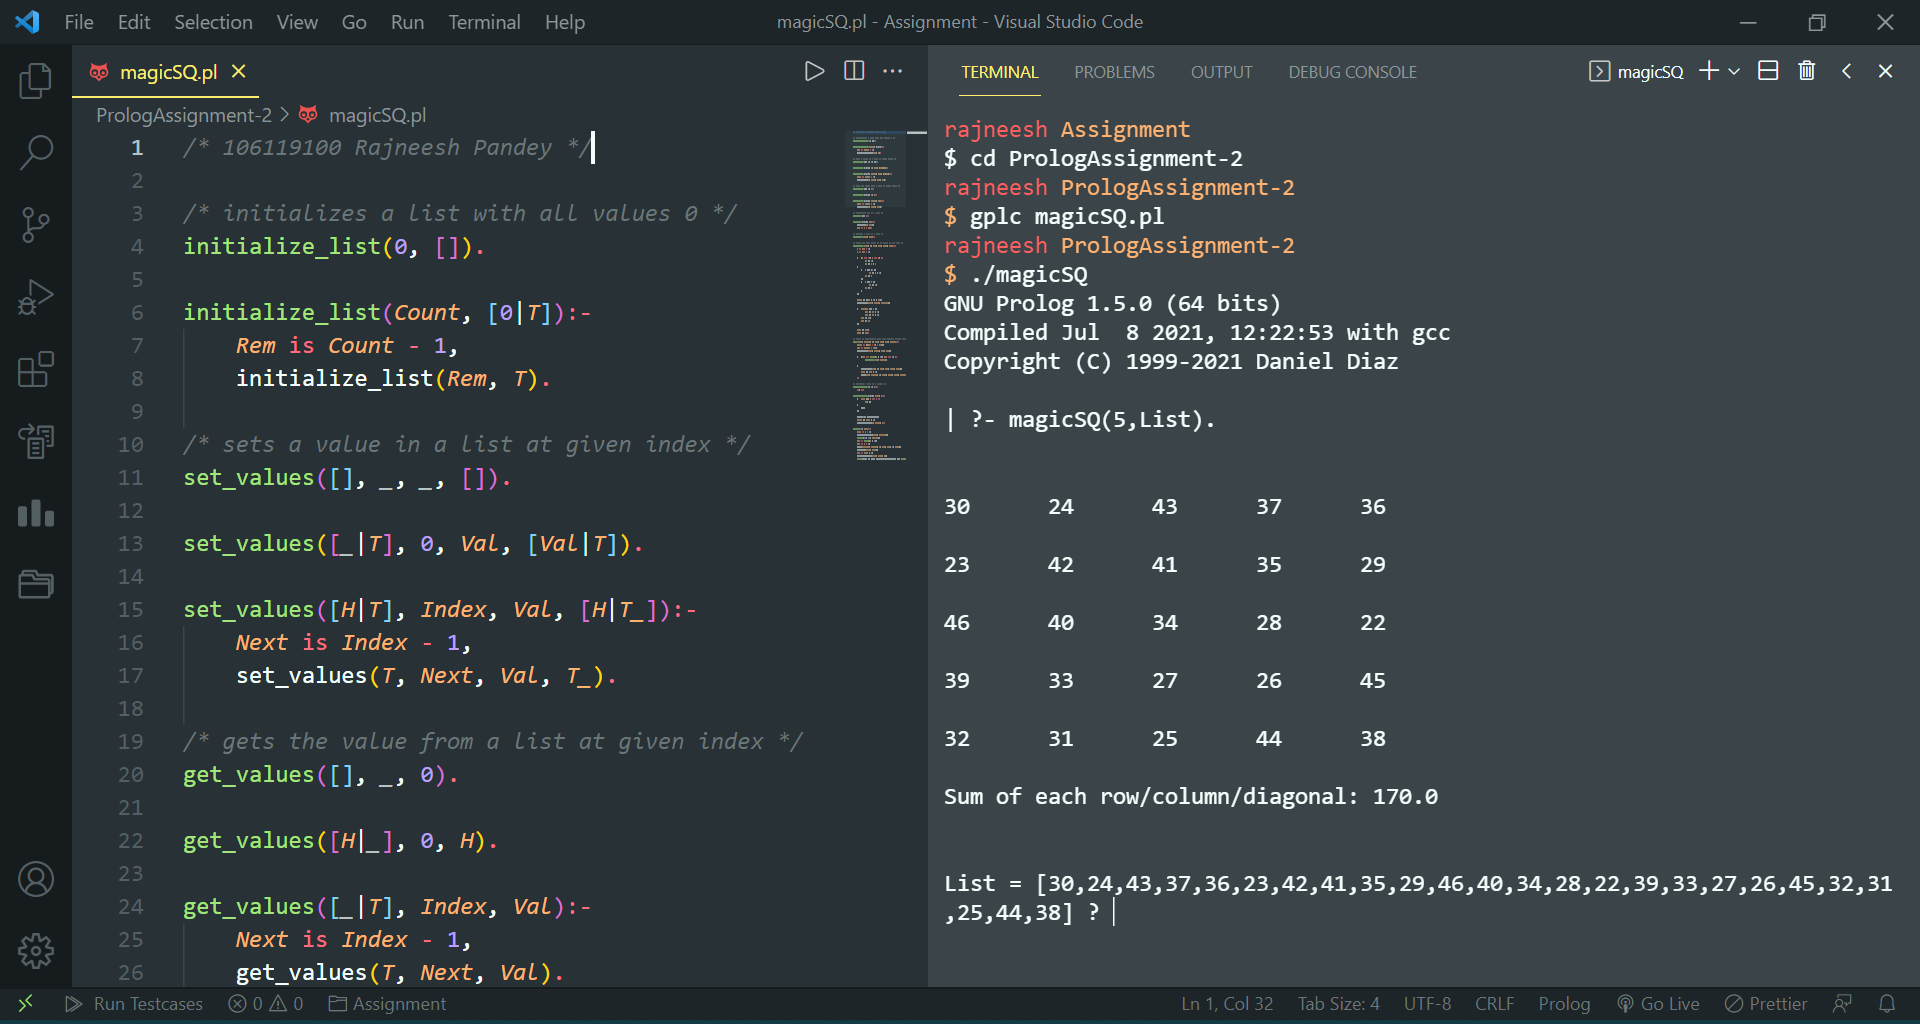 File Edit Selection View Go Run Terminal Help
magicSQ.pl - Assignment - Visual Studio Code
magicSQ.pl
PrologAssignment-2 > magicSQ.pl
1 /* 106119100 Rajneesh Pandey */
2
3 /* initializes a list with all values 0 */
4 initialize_list(0, []).
5
6 initialize_list(Count, [0|T]):-
7 Rem is Count - 1,
8 initialize_list(Rem, T).
9
10 /* sets a value in a list at given index */
11 set_values([], _, _, []).
12
13 set_values([_|T], 0, Val, [Val|T]).
14
15 set_values([H|T], Index, Val, [H|T_]):-
16 Next is Index - 1,
17 set_values(T, Next, Val, T_).
18
19 /* gets the value from a list at given index */
20 get_values([], _, 0).
21
22 get_values([H|_], 0, H).
23
24 get_values([_|T], Index, Val):-
25 Next is Index - 1,
26 get_values(T, Next, Val).
TERMINAL PROBLEMS OUTPUT DEBUG CONSOLE
magicSQ
rajneesh Assignment
$ cd PrologAssignment-2
rajneesh PrologAssignment-2
$ gplc magicSQ.pl
rajneesh PrologAssignment-2
$ ./magicSQ
GNU Prolog 1.5.0 (64 bits)
Compiled Jul  8 2021, 12:22:53 with gcc
Copyright (C) 1999-2021 Daniel Diaz
| ?- magicSQ(5,List).
30 24 43 37 36
23 42 41 35 29
46 40 34 28 22
39 33 27 26 45
32 31 25 44 38
Sum of each row/column/diagonal: 170.0
List = [30,24,43,37,36,23,42,41,35,29,46,40,34,28,22,39,33,27,26,45,32,31
,25,44,38] ?
Run Testcases 0 0 Assignment
Ln 1, Col 32 Tab Size: 4 UTF-8 CRLF Prolog Go Live Prettier